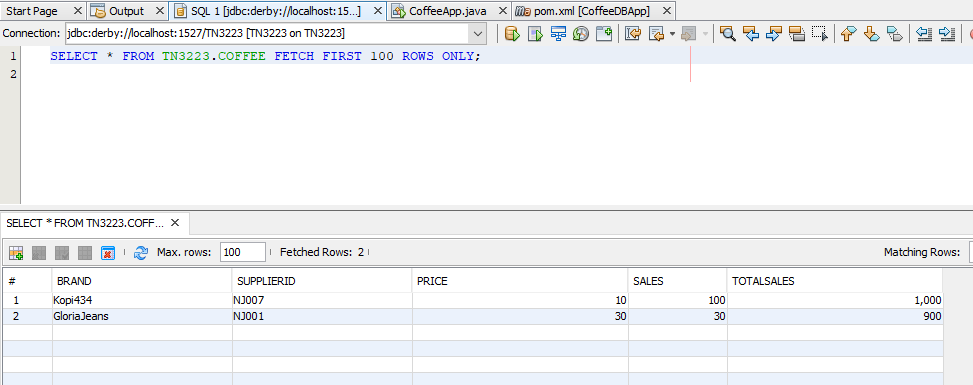 Start Page Output SQL 1 [jdbc:derby://localhost:15...] CoffeeApp.java pom.xml [CoffeeDBApp]
Connection: jdbc:derby://localhost:1527/TN3223 [TN3223 on TN3223]
1 SELECT * FROM TN3223.COFFEE FETCH FIRST 100 ROWS ONLY;
2
SELECT * FROM TN3223.COFF...
Max. rows: 100 Fetched Rows: 2 Matching Rows:
# BRAND SUPPLIERID PRICE SALES TOTALSALES
1 Kopi434 NJ007 10 100 1,000
2 GloriaJeans NJ001 30 30 900